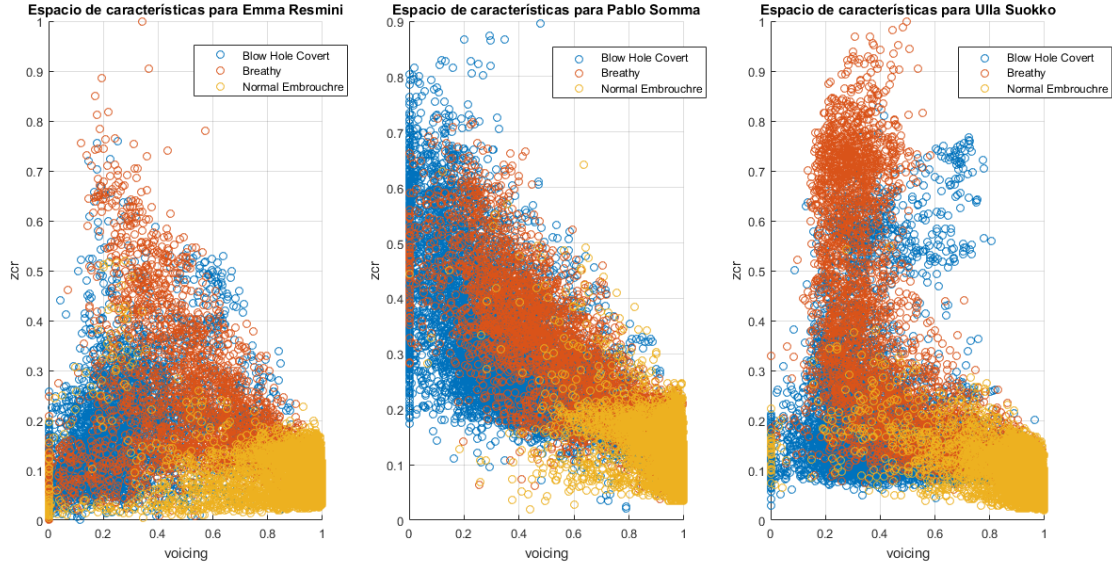 Espacio de características para Emma Resmini
1
0.9
0.8
0.7
0.6
0.5
0.4
0.3
0.2
0.1
0
0
0.2
0.4
0.6
0.8
1
zcr
voicing
Blow Hole Covert
Breathy
Normal Embrouchre
Espacio de características para Pablo Somma
0.9
0.8
0.7
0.6
0.5
0.4
0.3
0.2
0.1
0
0
0.2
0.4
0.6
0.8
1
zcr
voicing
Blow Hole Covert
Breathy
Normal Embrouchre
Espacio de características para Ulla Suokko
1
0.9
0.8
0.7
0.6
0.5
0.4
0.3
0.2
0.1
0
0
0.2
0.4
0.6
0.8
1
zcr
voicing
Blow Hole Covert
Breathy
Normal Embrouchre